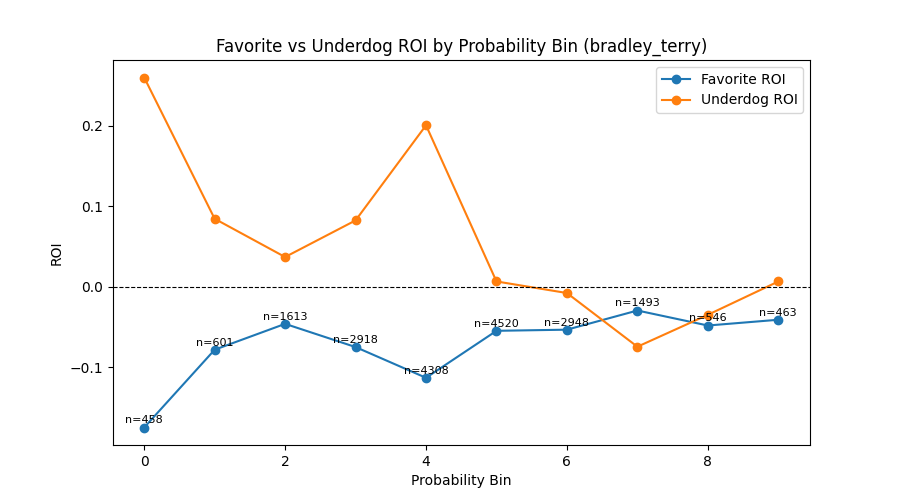 Favorite vs Underdog ROI by Probability Bin (bradley_terry)
Favorite ROI
Underdog ROI
ROI
0.2
0.1
0.0
−0.1
n=458
n=601
n=1613
n=2918
n=4308
n=4520
n=2948
n=1493
n=546
n=463
0
2
4
6
8
Probability Bin